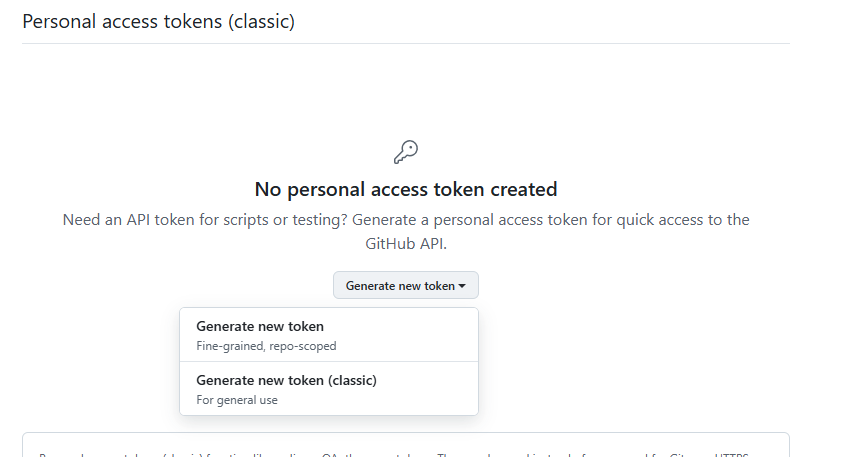 Personal access tokens (classic)
No personal access token created
Need an API token for scripts or testing? Generate a personal access token for quick access to the
GitHub API.
Generate new token
Generate new token
Fine-grained, repo-scoped
Generate new token (classic)
For general use